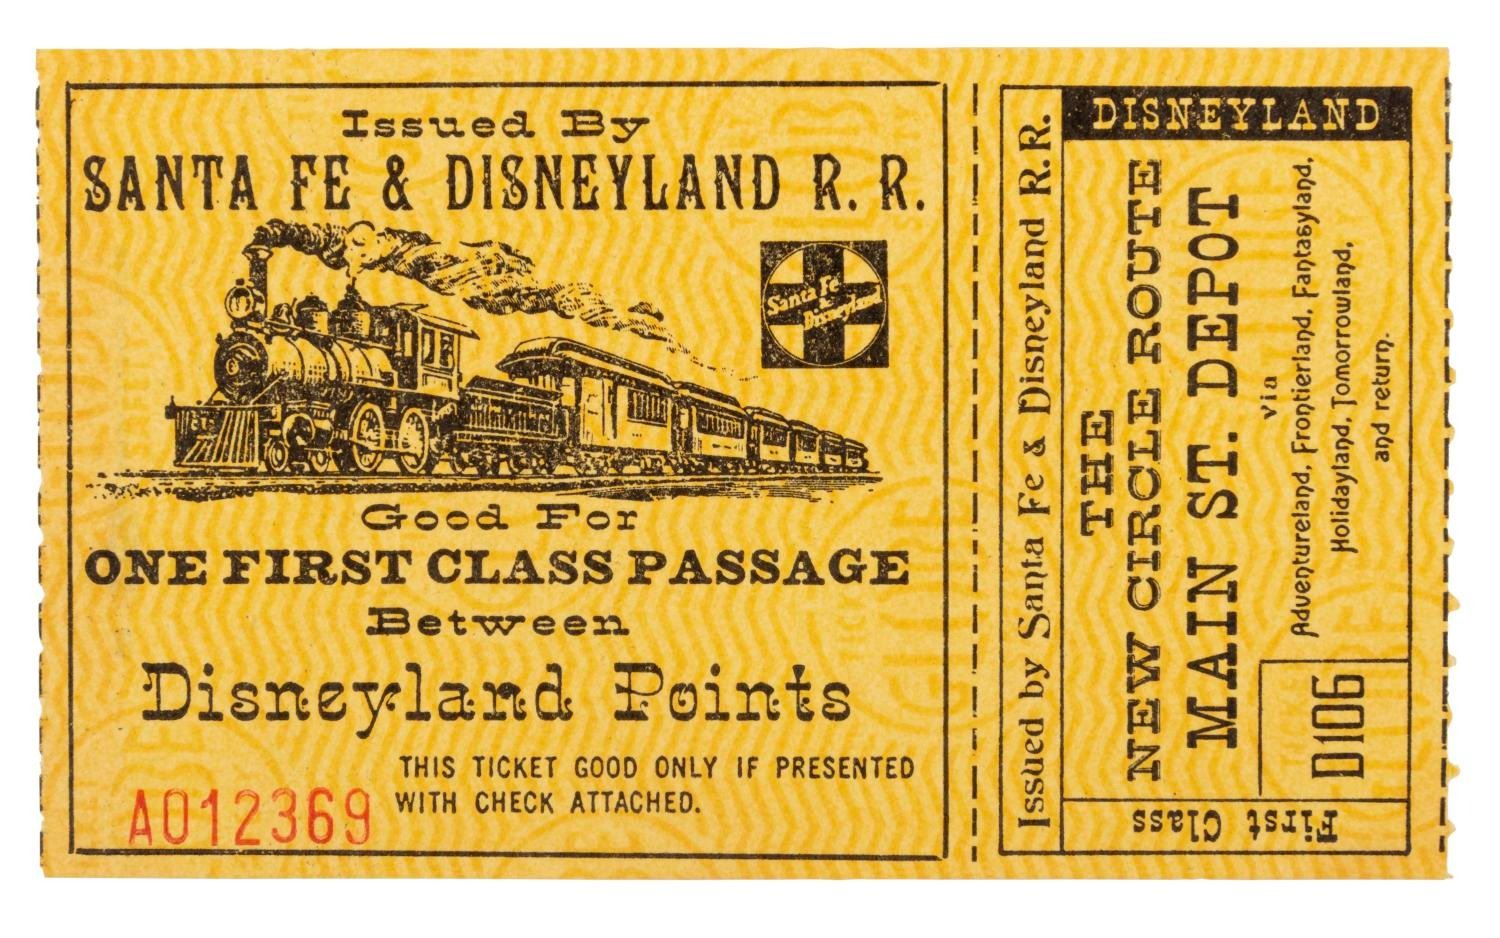 Issued By
SANTA FE & DISNEYLAND R. R.
Santa Fe
&
Disneyland
Good For
ONE FIRST CLASS PASSAGE
Between
Disneyland Points
THIS TICKET GOOD ONLY IF PRESENTED
WITH CHECK ATTACHED.
A012369
Issued by Santa Fe & Disneyland R.R.
DISNEYLAND
THE
NEW CIRCLE ROUTE
MAIN ST. DEPOT
via
Adventureland, Frontierland, Fantasyland,
Holidayland, Tomorrowland,
and return.
D106
First Class